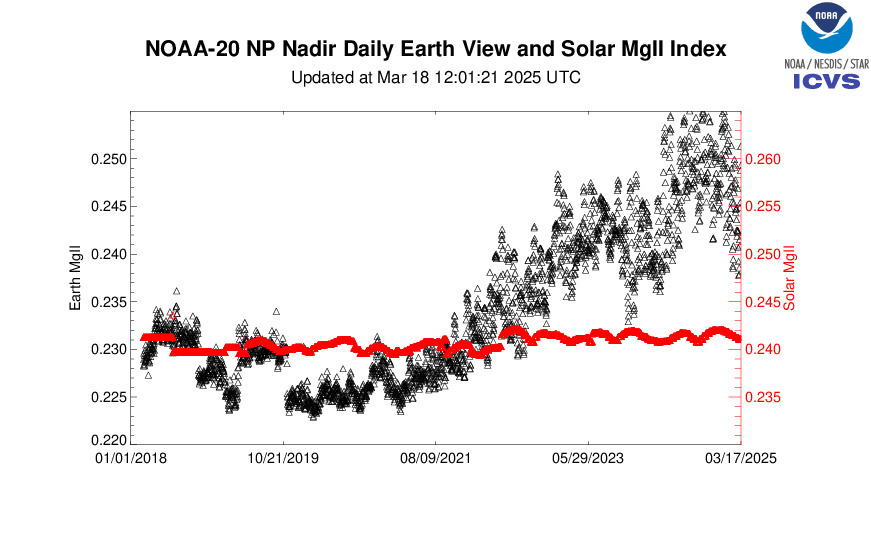 NOAA
NOAA / NESDIS / STAR
ICVS
NOAA-20 NP Nadir Daily Earth View and Solar MgII Index
Updated at Mar 18 12:01:21 2025 UTC
Earth MgII
0.250
0.245
0.240
0.235
0.230
0.225
0.220
0.260
0.255
0.250
0.245
0.240
0.235
Solar MgII
01/01/2018
10/21/2019
08/09/2021
05/29/2023
03/17/2025